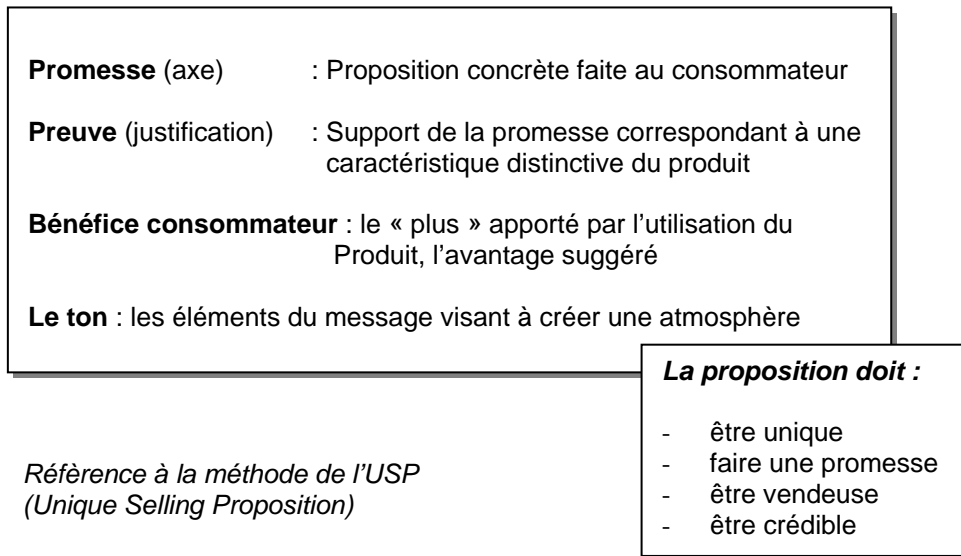 Promesse (axe) : Proposition concrète faite au consommateur
Preuve (justification) : Support de la promesse correspondant à une
caractéristique distinctive du produit
Bénéfice consommateur : le « plus » apporté par l’utilisation du
Produit, l’avantage suggéré
Le ton : les éléments du message visant à créer une atmosphère
La proposition doit :
- être unique
- faire une promesse
- être vendeuse
- être crédible
Réfèrence à la méthode de l’USP
(Unique Selling Proposition)